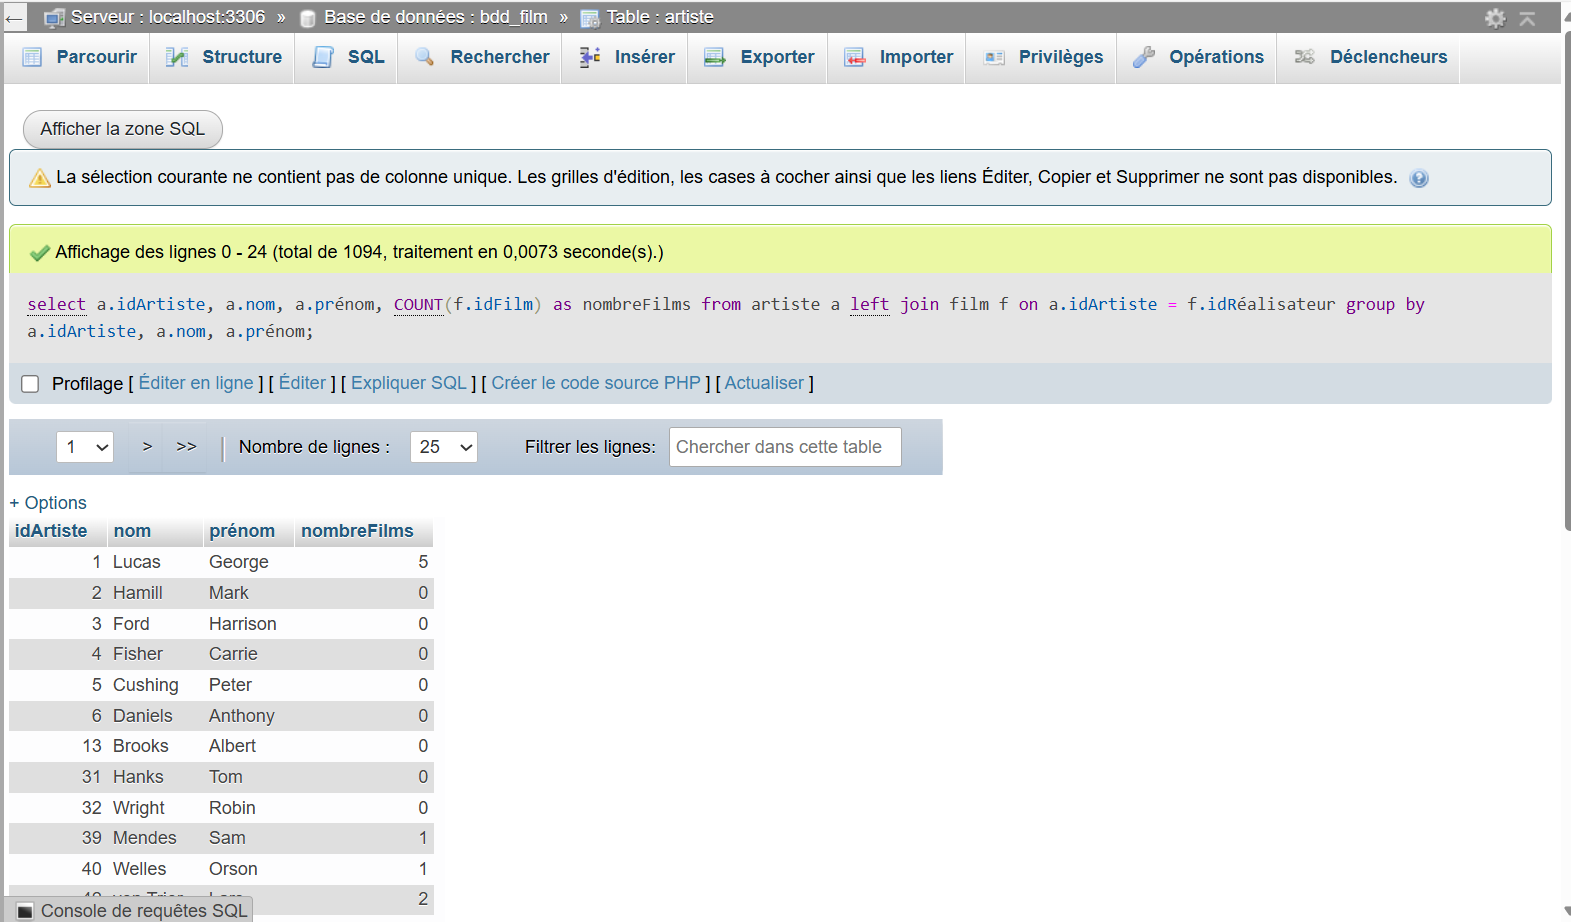 ← Serveur : localhost:3306 » Base de données : bdd_film » Table : artiste
Parcourir Structure SQL Rechercher Insérer Exporter Importer Privilèges Opérations Déclencheurs
Afficher la zone SQL
La sélection courante ne contient pas de colonne unique. Les grilles d'édition, les cases à cocher ainsi que les liens Éditer, Copier et Supprimer ne sont pas disponibles.
Affichage des lignes 0 - 24 (total de 1094, traitement en 0,0073 seconde(s).)
select a.idArtiste, a.nom, a.prénom, COUNT(f.idFilm) as nombreFilms from artiste a left join film f on a.idArtiste = f.idRéalisateur group by
a.idArtiste, a.nom, a.prénom;
Profilage [ Éditer en ligne ] [ Éditer ] [ Expliquer SQL ] [ Créer le code source PHP ] [ Actualiser ]
1 > >> Nombre de lignes : 25 Filtrer les lignes: Chercher dans cette table
+ Options
idArtiste nom prénom nombreFilms
1 Lucas George 5
2 Hamill Mark 0
3 Ford Harrison 0
4 Fisher Carrie 0
5 Cushing Peter 0
6 Daniels Anthony 0
13 Brooks Albert 0
31 Hanks Tom 0
32 Wright Robin 0
39 Mendes Sam 1
40 Welles Orson 1
2
Console de requêtes SQL